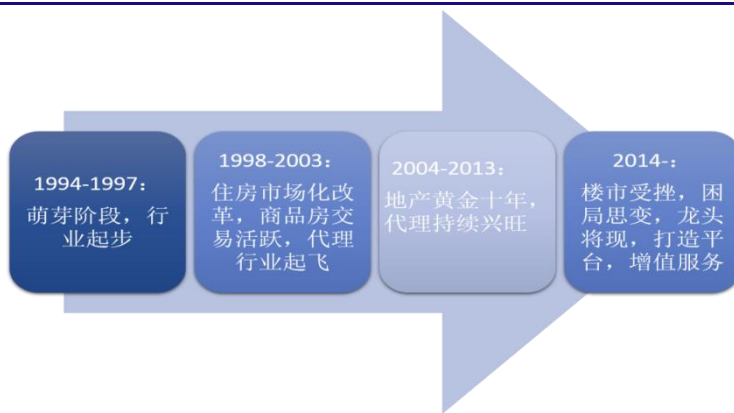 1994-1997：
萌芽阶段，行
业起步
1998-2003：
住房市场化改
革，商品房交
易活跃，代理
行业起飞
2004-2013：
地产黄金十年，
代理持续兴旺
2014-：
楼市受挫，困
局思变，龙头
将现，打造平
台，增值服务